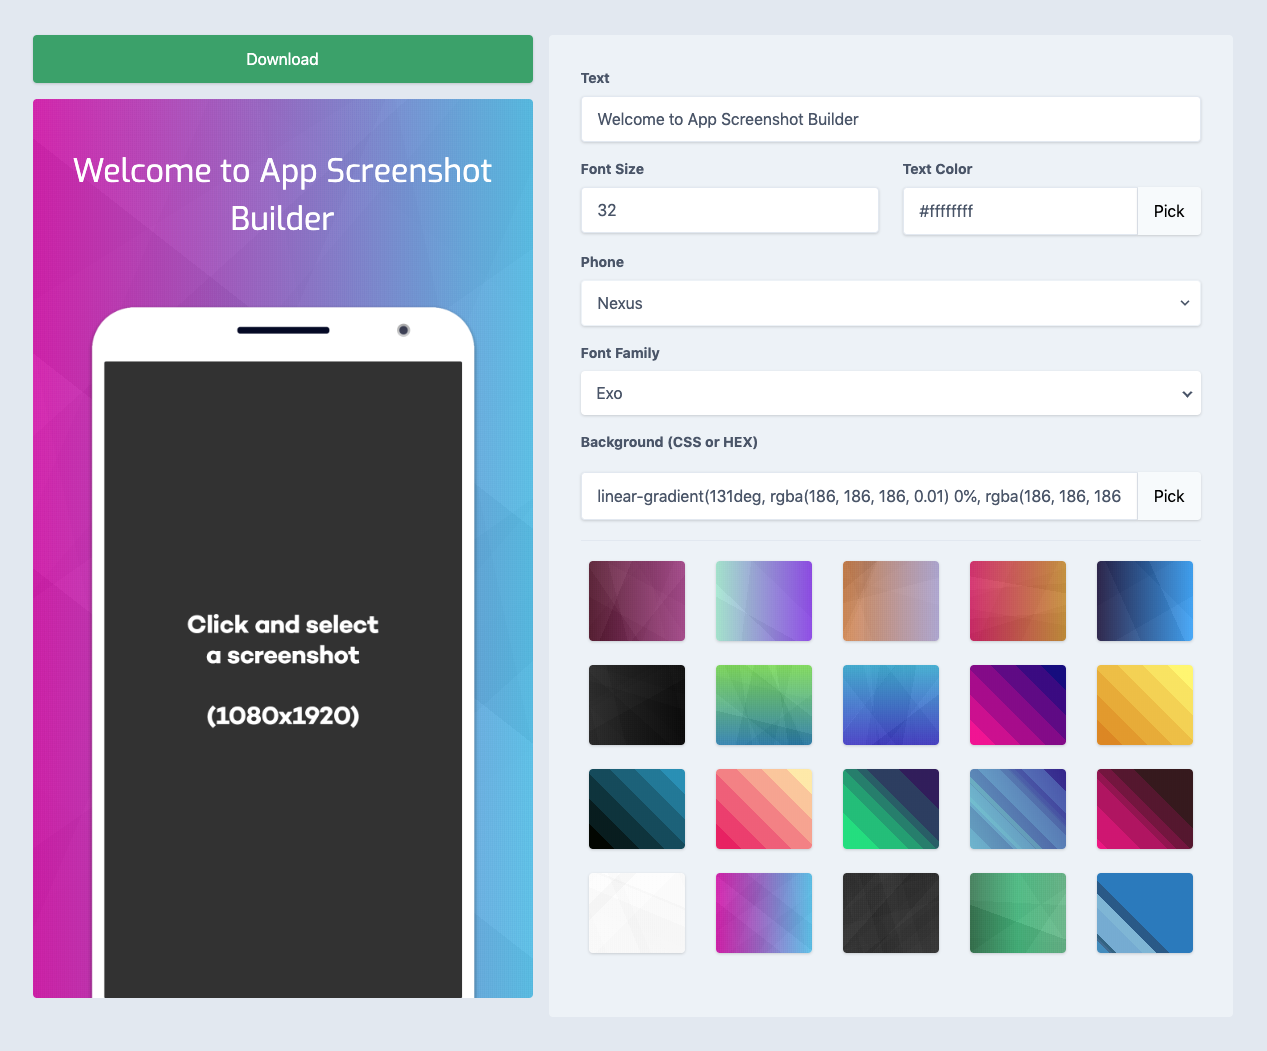 Download
Welcome to App Screenshot
Builder
Click and select
a screenshot
(1080x1920)
Text
Welcome to App Screenshot Builder
Font Size
Text Color
32
#ffffffff
Pick
Phone
Nexus
Font Family
Exo
Background (CSS or HEX)
linear-gradient(131deg, rgba(186, 186, 186, 0.01) 0%, rgba(186, 186, 186
Pick